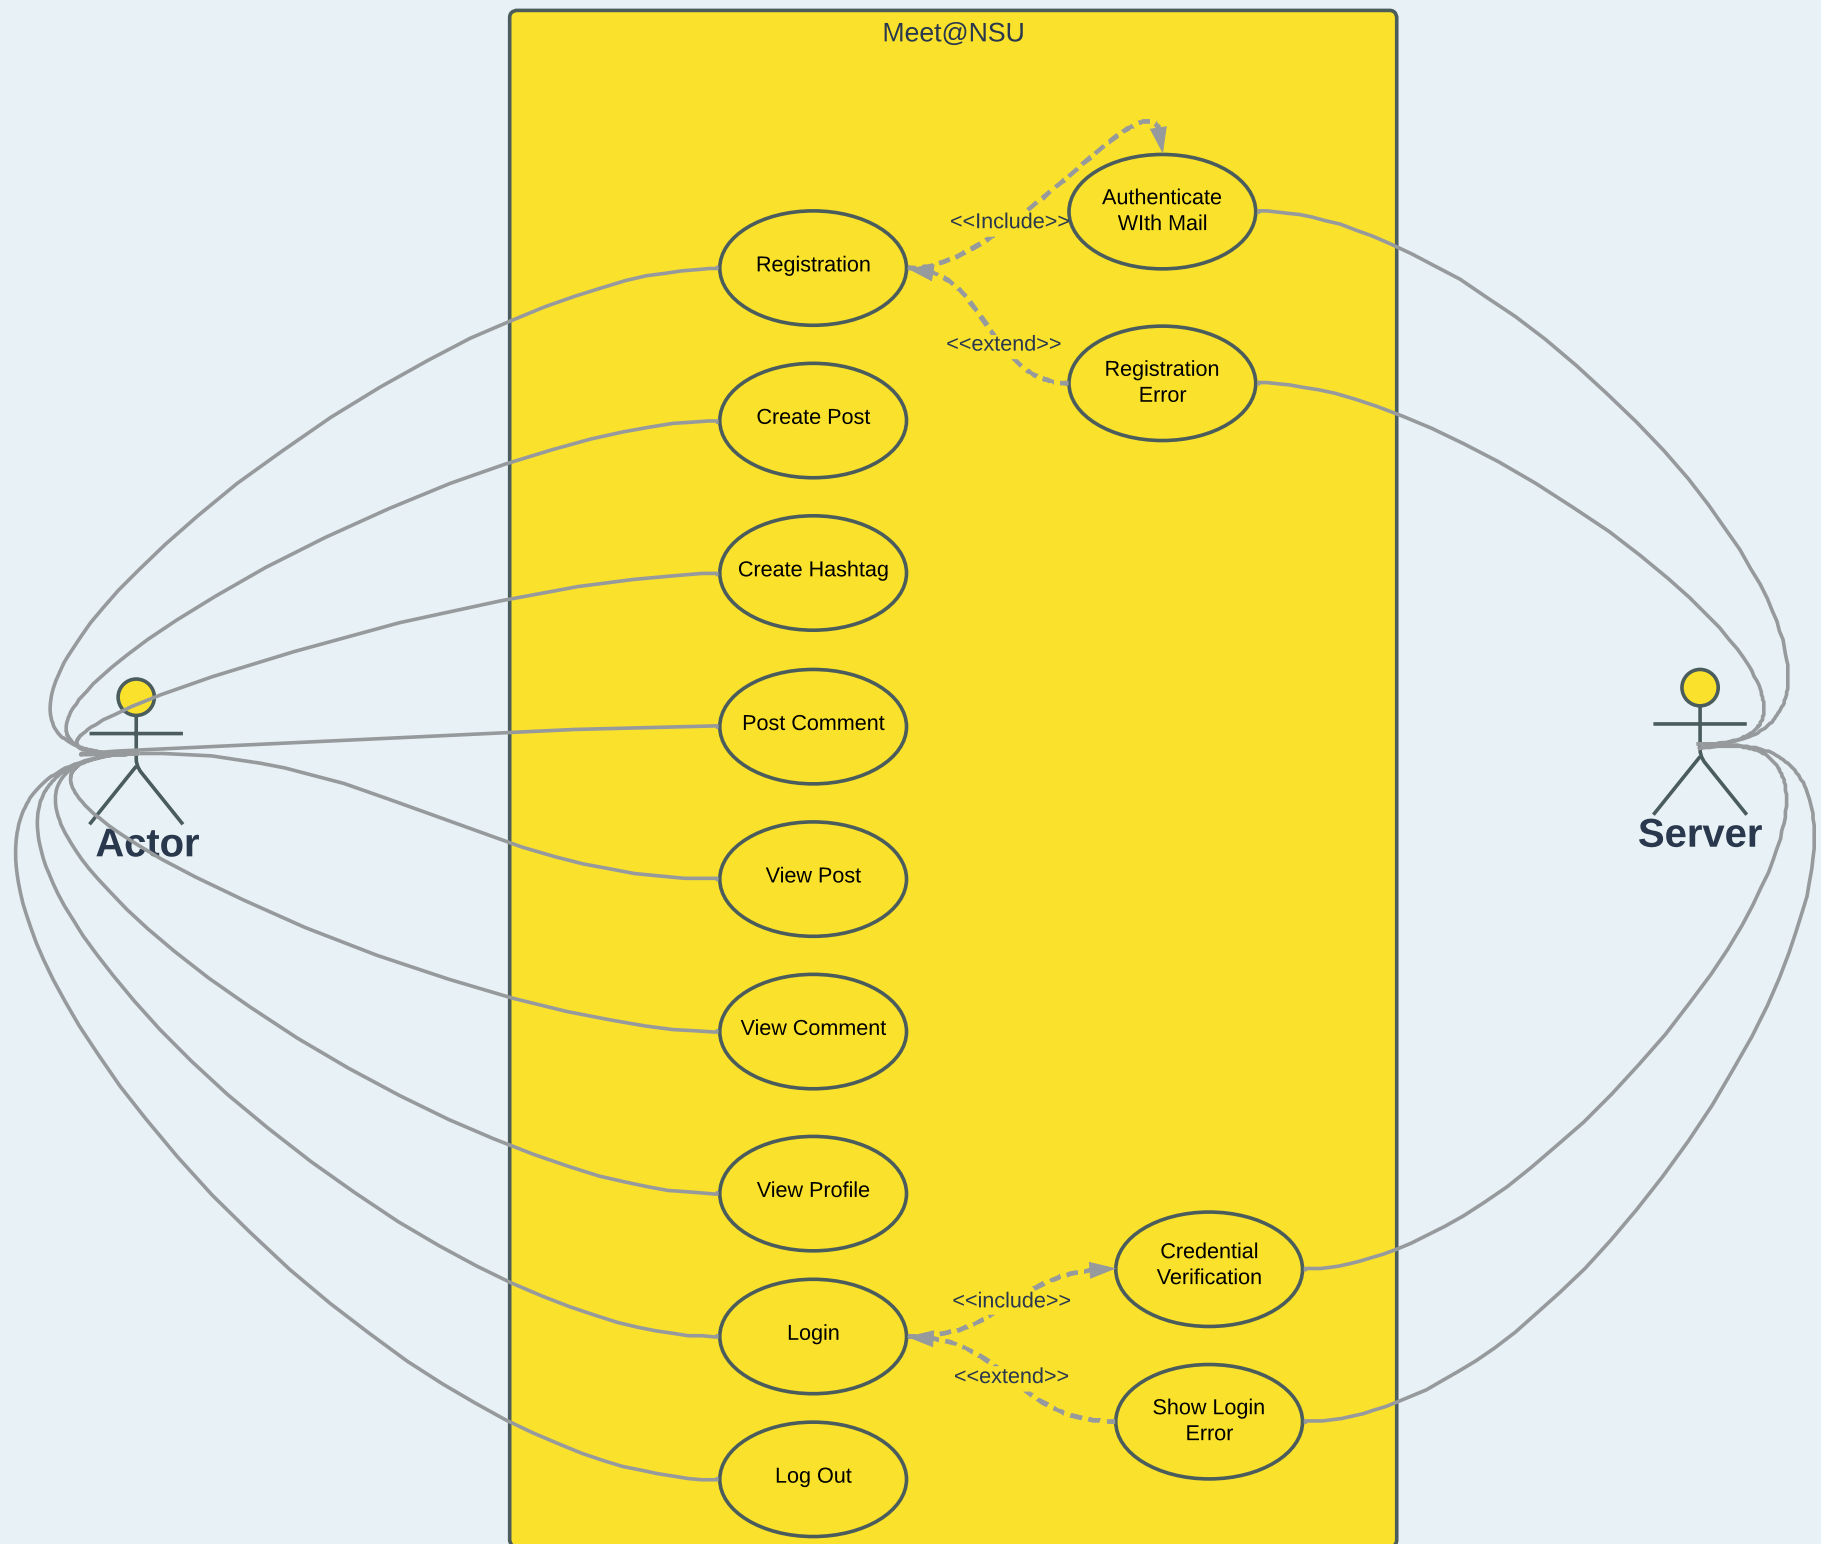 Meet@NSU
Authenticate
WIth Mail
<<Include>>
Registration
<<extend>>
Registration
Error
Create Post
Create Hashtag
Post Comment
Actor
Server
View Post
View Comment
View Profile
Credential
Verification
<<include>>
Login
<<extend>>
Show Login
Error
Log Out